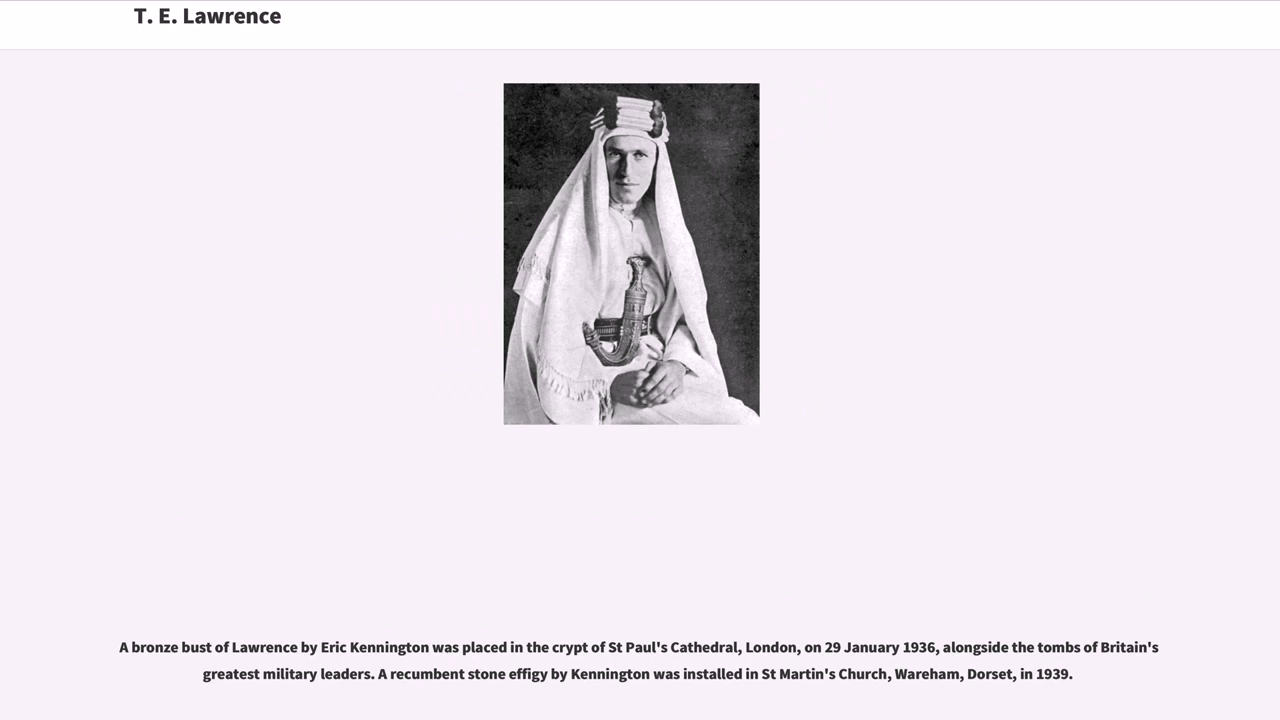 T. E. Lawrence
A bronze bust of Lawrence by Eric Kennington was placed in the crypt of St Paul's Cathedral, London, on 29 January 1936, alongside the tombs of Britain's
greatest military leaders. A recumbent stone effigy by Kennington was installed in St Martin's Church, Wareham, Dorset, in 1939.